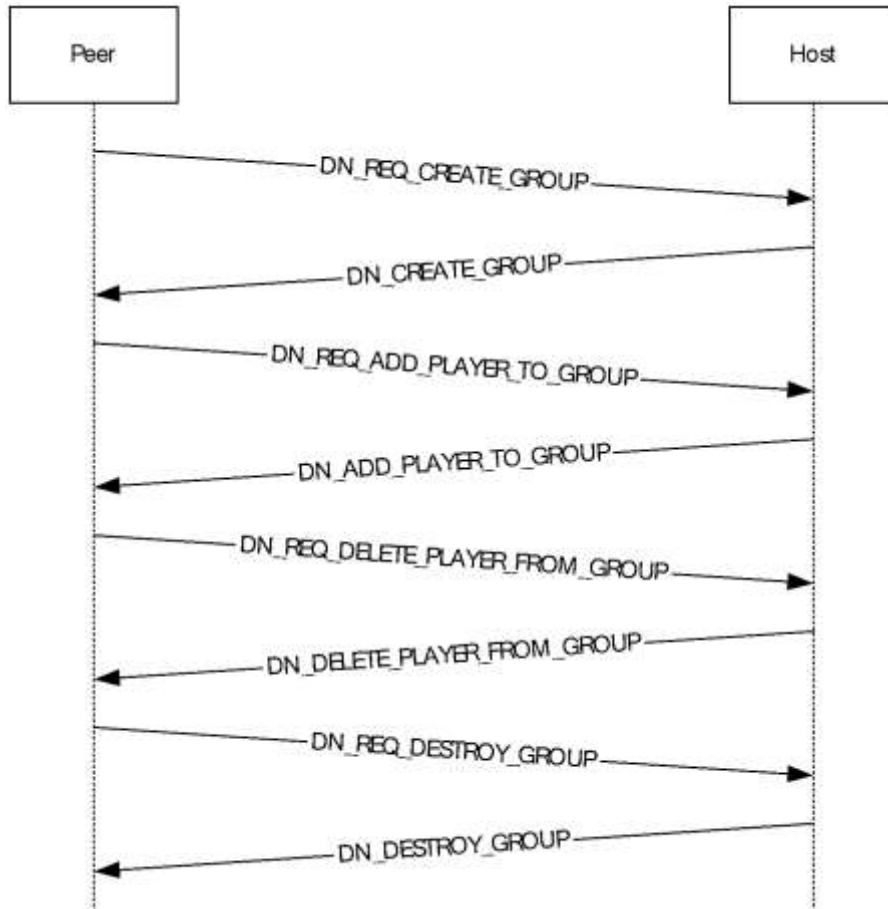 Peer
Host
DN_REQ_CREATE_GROUP
DN_CREATE_GROUP
DN_REQ_ADD_PLAYER_TO_GROUP
DN_ADD_PLAYER_TO_GROUP
DN_REQ_DELETE_PLAYER_FROM_GROUP
DN_DELETE_PLAYER_FROM_GROUP
DN_REQ_DESTROY_GROUP
DN_DESTROY_GROUP